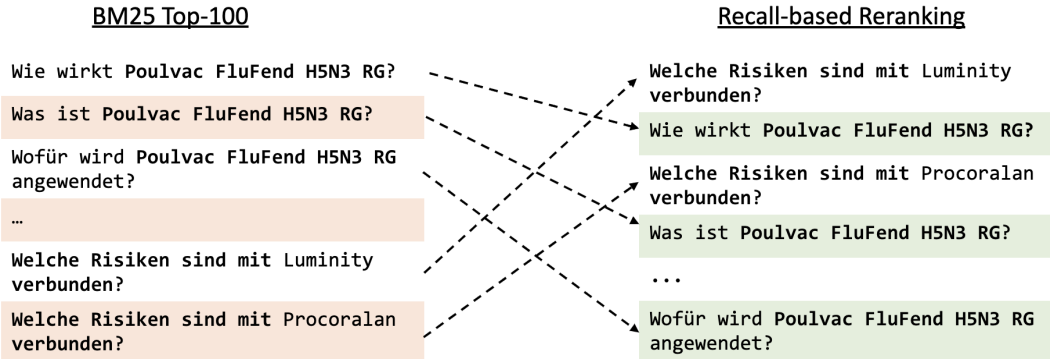 BM25 Top-100
Wie wirkt Poulvac FluFend H5N3 RG?
Was ist Poulvac FluFend H5N3 RG?
Wofür wird Poulvac FluFend H5N3 RG
angewendet?
…
Welche Risiken sind mit Luminity
verbunden?
Welche Risiken sind mit Procoralan
verbunden?
Recall-based Reranking
Welche Risiken sind mit Luminity
verbunden?
Wie wirkt Poulvac FluFend H5N3 RG?
Welche Risiken sind mit Procoralan
verbunden?
Was ist Poulvac FluFend H5N3 RG?
...
Wofür wird Poulvac FluFend H5N3 RG
angewendet?